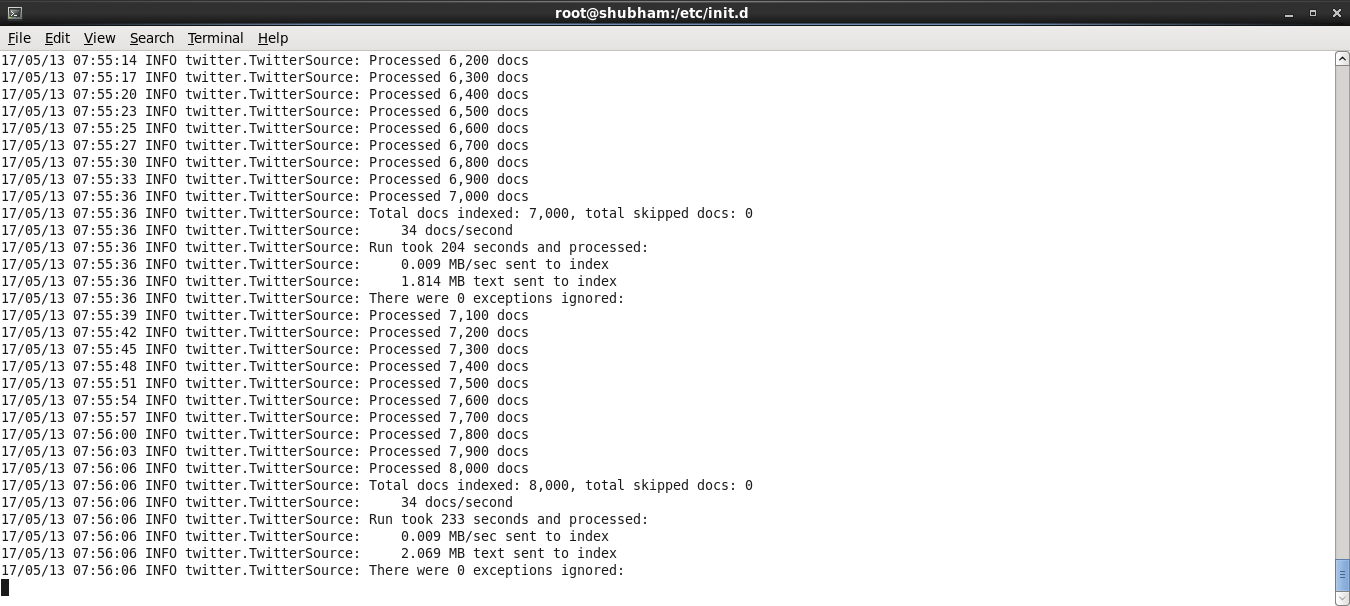 root@shubham:/etc/init.d
File Edit View Search Terminal Help
17/05/13 07:55:14 INFO twitter.TwitterSource: Processed 6,200 docs
17/05/13 07:55:17 INFO twitter.TwitterSource: Processed 6,300 docs
17/05/13 07:55:20 INFO twitter.TwitterSource: Processed 6,400 docs
17/05/13 07:55:23 INFO twitter.TwitterSource: Processed 6,500 docs
17/05/13 07:55:25 INFO twitter.TwitterSource: Processed 6,600 docs
17/05/13 07:55:27 INFO twitter.TwitterSource: Processed 6,700 docs
17/05/13 07:55:30 INFO twitter.TwitterSource: Processed 6,800 docs
17/05/13 07:55:33 INFO twitter.TwitterSource: Processed 6,900 docs
17/05/13 07:55:36 INFO twitter.TwitterSource: Processed 7,000 docs
17/05/13 07:55:36 INFO twitter.TwitterSource: Total docs indexed: 7,000, total skipped docs: 0
17/05/13 07:55:36 INFO twitter.TwitterSource:     34 docs/second
17/05/13 07:55:36 INFO twitter.TwitterSource: Run took 204 seconds and processed:
17/05/13 07:55:36 INFO twitter.TwitterSource:     0.009 MB/sec sent to index
17/05/13 07:55:36 INFO twitter.TwitterSource:     1.814 MB text sent to index
17/05/13 07:55:36 INFO twitter.TwitterSource: There were 0 exceptions ignored:
17/05/13 07:55:39 INFO twitter.TwitterSource: Processed 7,100 docs
17/05/13 07:55:42 INFO twitter.TwitterSource: Processed 7,200 docs
17/05/13 07:55:45 INFO twitter.TwitterSource: Processed 7,300 docs
17/05/13 07:55:48 INFO twitter.TwitterSource: Processed 7,400 docs
17/05/13 07:55:51 INFO twitter.TwitterSource: Processed 7,500 docs
17/05/13 07:55:54 INFO twitter.TwitterSource: Processed 7,600 docs
17/05/13 07:55:57 INFO twitter.TwitterSource: Processed 7,700 docs
17/05/13 07:56:00 INFO twitter.TwitterSource: Processed 7,800 docs
17/05/13 07:56:03 INFO twitter.TwitterSource: Processed 7,900 docs
17/05/13 07:56:06 INFO twitter.TwitterSource: Processed 8,000 docs
17/05/13 07:56:06 INFO twitter.TwitterSource: Total docs indexed: 8,000, total skipped docs: 0
17/05/13 07:56:06 INFO twitter.TwitterSource:     34 docs/second
17/05/13 07:56:06 INFO twitter.TwitterSource: Run took 233 seconds and processed:
17/05/13 07:56:06 INFO twitter.TwitterSource:     0.009 MB/sec sent to index
17/05/13 07:56:06 INFO twitter.TwitterSource:     2.069 MB text sent to index
17/05/13 07:56:06 INFO twitter.TwitterSource: There were 0 exceptions ignored: